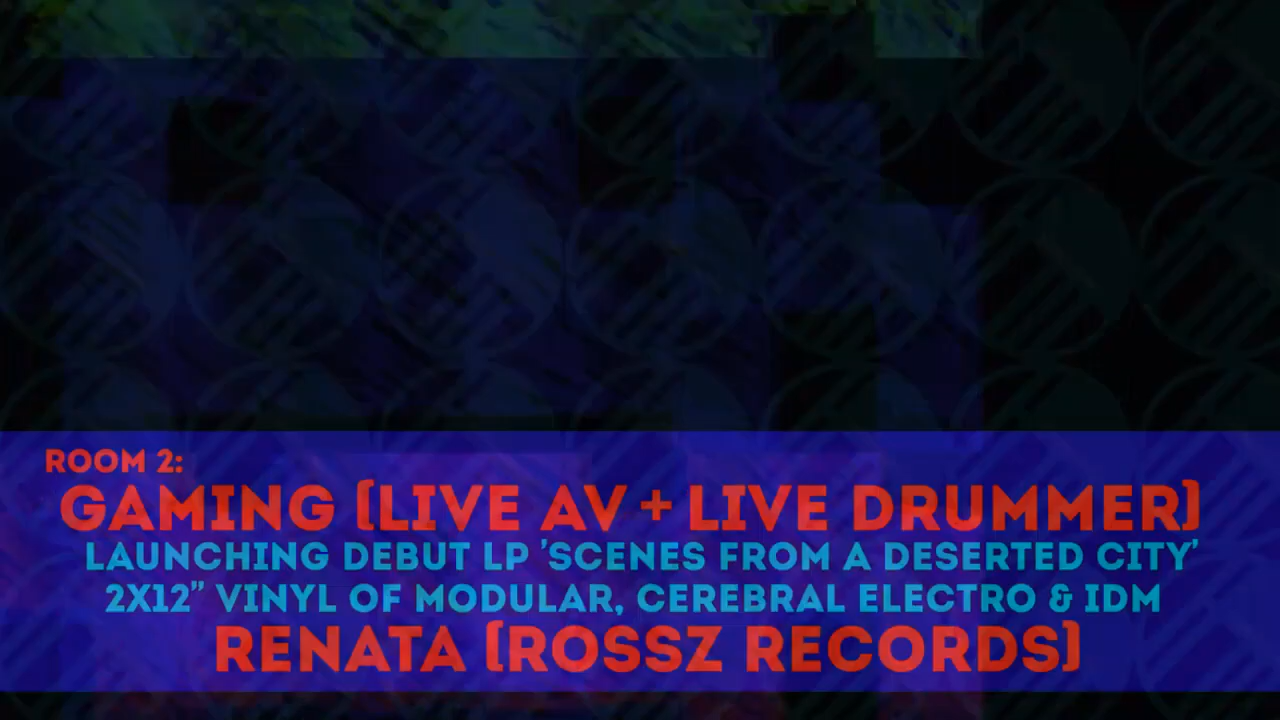 ROOM 2:
GAMING (LIVE AV + LIVE DRUMMER)
LAUNCHING DEBUT LP 'SCENES FROM A DESERTED CITY'
2X12" VINYL OF MODULAR, CEREBRAL ELECTRO & IDM
RENATA (ROSSZ RECORDS)